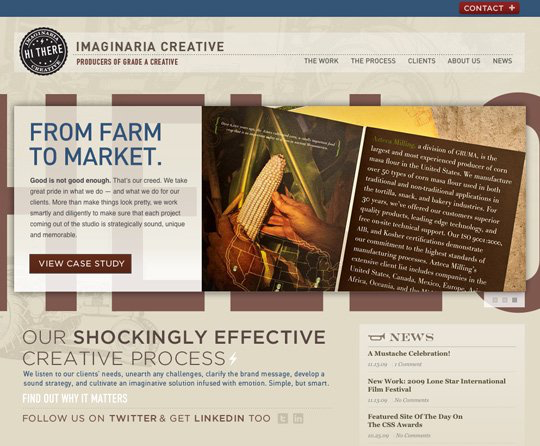 CONTACT +
IMAGINARIA
HI THERE
CREATIVE
IMAGINARIA CREATIVE
PRODUCERS OF GRADE A CREATIVE
THE WORK THE PROCESS CLIENTS ABOUT US NEWS
HELLO
FROM FARM
TO MARKET.
Good is not good enough. That's our creed. We take
great pride in what we do — and what we do for our
clients. More than make things look pretty, we work
smartly and diligently to make sure that each project
coming out of the studio is strategically sound, unique
and memorable.
VIEW CASE STUDY
Azteca Milling, a division of GRUMA, is the
largest and most experienced producer of corn
masa flour in the United States. We manufacture
over 50 types of corn masa flour used in both
traditional and non-traditional applications in
the tortilla, snack, and bakery industries. For
30 years, we've offered our customers superior
quality products, leading edge technology, and
free on-site technical support. Our ISO 9001:2000,
AIB, and Kosher certifications demonstrate
our commitment to the highest standards of
manufacturing processes. Azteca Milling's
extensive client list includes companies in the
United States, Canada, Mexico, Europe, Asia,
Africa, Oceania, and the
OUR SHOCKINGLY EFFECTIVE
CREATIVE PROCESS
We listen to our clients' needs, unearth any challenges, clarify the brand message, develop a
sound strategy, and cultivate an imaginative solution infused with emotion. Simple, but smart.
FIND OUT WHY IT MATTERS
FOLLOW US ON TWITTER & GET LINKEDIN TOO
NEWS
A Mustache Celebration!
11.23.09 1 Comment
New Work: 2009 Lone Star International
Film Festival
11.13.09 No Comments
Featured Site Of The Day On
The CSS Awards
10.25.09 No Comments